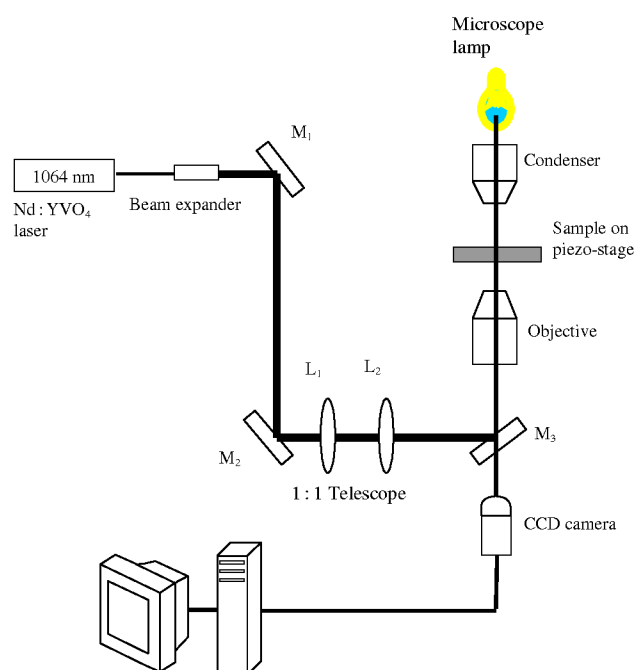 Microscope
lamp
M₁
Condenser
1064 nm
Beam expander
Nd : YVO₄
laser
Sample on
piezo-stage
Objective
L₁
L₂
M₂
M₃
1 : 1 Telescope
CCD camera